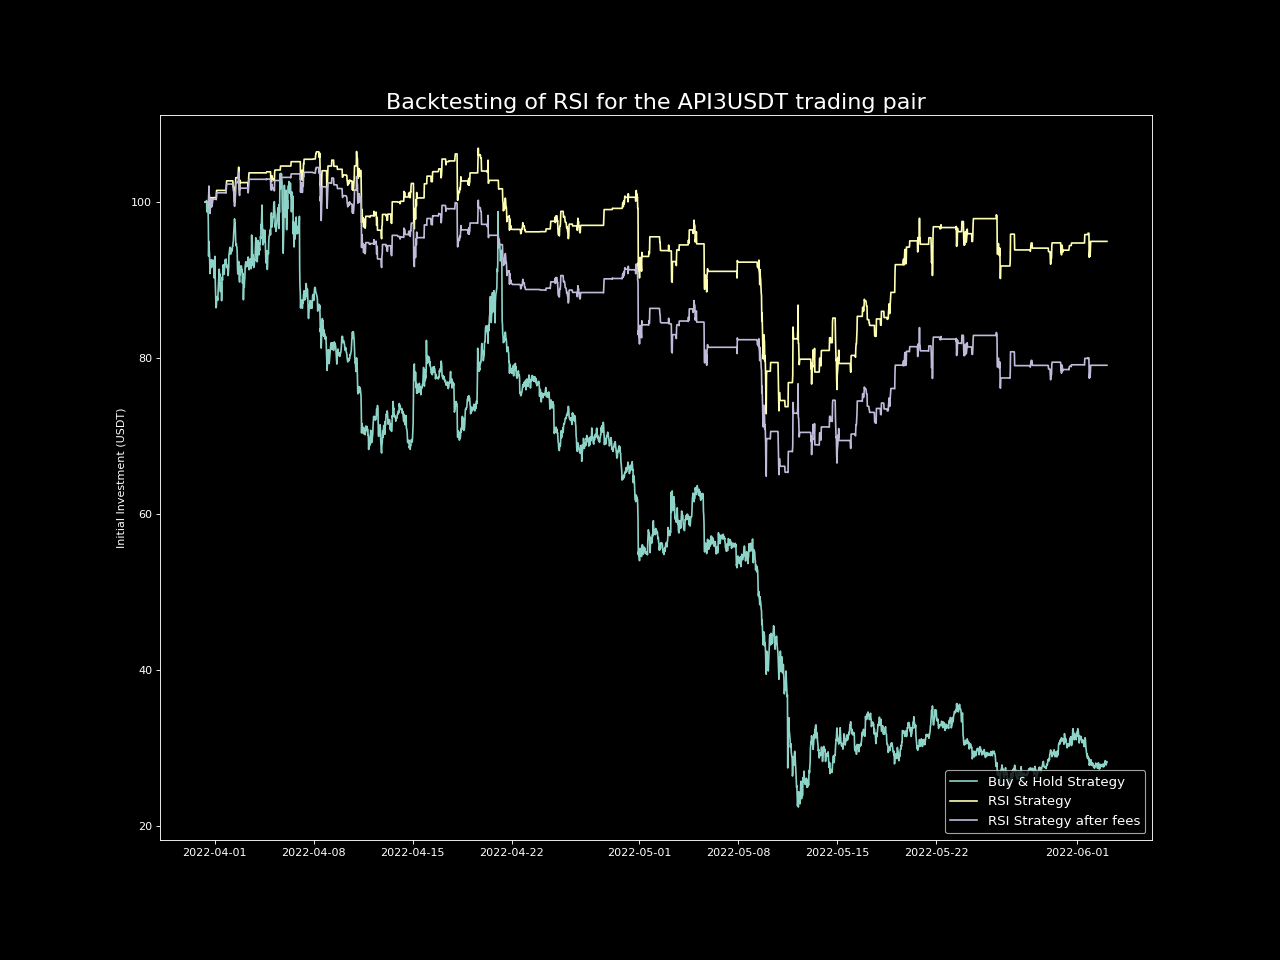 Backtesting of RSI for the API3USDT trading pair
Initial Investment (USDT)
100
80
60
40
20
2022-04-01
2022-04-08
2022-04-15
2022-04-22
2022-05-01
2022-05-08
2022-05-15
2022-05-22
2022-06-01
Buy & Hold Strategy
RSI Strategy
RSI Strategy after fees